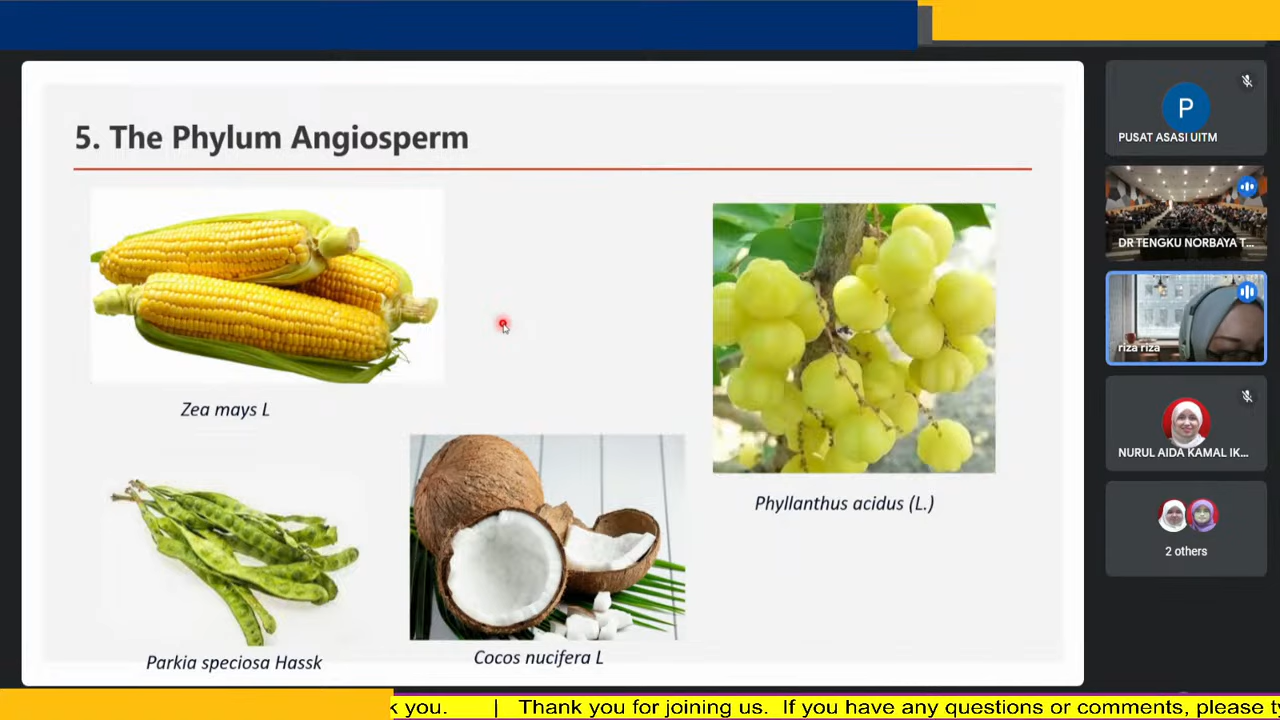 5. The Phylum Angiosperm
Zea mays L
Phyllanthus acidus (L.)
Parkia speciosa Hassk
Cocos nucifera L
P
PUSAT ASASI UITM
DR TENGKU NORBAYA T...
riza riza
NURUL AIDA KAMAL IK...
2 others
k you. | Thank you for joining us. If you have any questions or comments, please ty